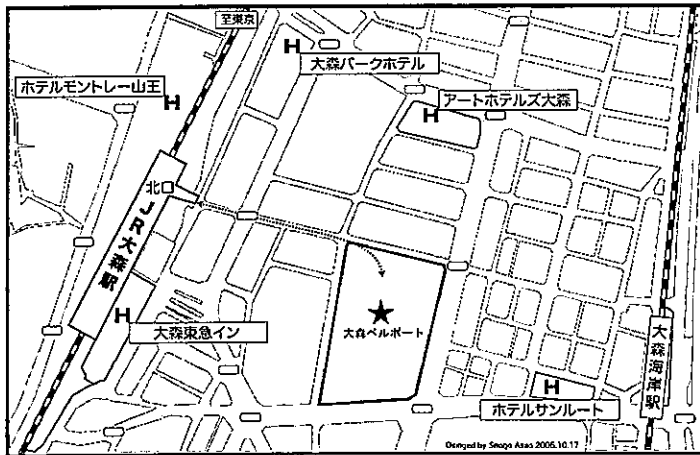 至東京
H
大森パークホテル
ホテルモントレー山王
H
アートホテルズ大森
H
北口
JR大森駅
H
大森東急イン
★
大森ベルポート
大森海岸駅
H
ホテルサンルート
Designed by Seogo Asao 2005.10.17